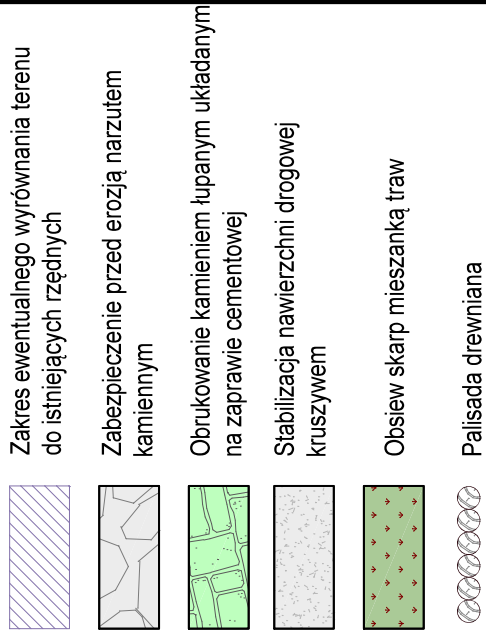 Zakres ewentualnego wyrównania terenu
do istniejących rzędnych
Zabezpieczenie przed erozją narzutem
kamiennym
Obrukowanie kamieniem łupanym układanym
na zaprawie cementowej
Stabilizacja nawierzchni drogowej
kruszywem
Obsiew skarp mieszanką traw
Palisada drewniana